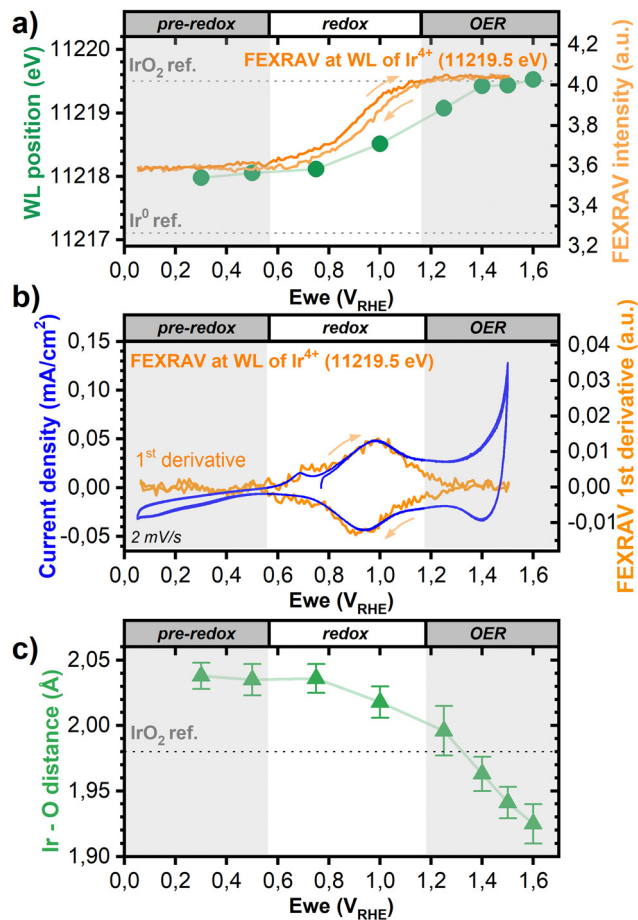 a)
pre-redox
redox
OER
11220
11219
11218
11217
WL position (eV)
IrO₂ ref.
FEXRAV at WL of Ir⁴⁺ (11219.5 eV)
Ir⁰ ref.
4,2
4,0
3,8
3,6
3,4
3,2
FEXRAV intensity (a.u.)
0,0 0,2 0,4 0,6 0,8 1,0 1,2 1,4 1,6
Ewe (V_RHE)
b)
pre-redox
redox
OER
0,15
0,10
0,05
0,00
-0,05
Current density (mA/cm²)
FEXRAV at WL of Ir⁴⁺ (11219.5 eV)
1ˢᵗ derivative
2 mV/s
0,04
0,03
0,02
0,01
0,00
-0,01
FEXRAV 1st derivative (a.u.)
0,0 0,2 0,4 0,6 0,8 1,0 1,2 1,4 1,6
Ewe (V_RHE)
c)
pre-redox
redox
OER
2,05
2,00
1,95
1,90
Ir - O distance (Å)
IrO₂ ref.
0,0 0,2 0,4 0,6 0,8 1,0 1,2 1,4 1,6
Ewe (V_RHE)